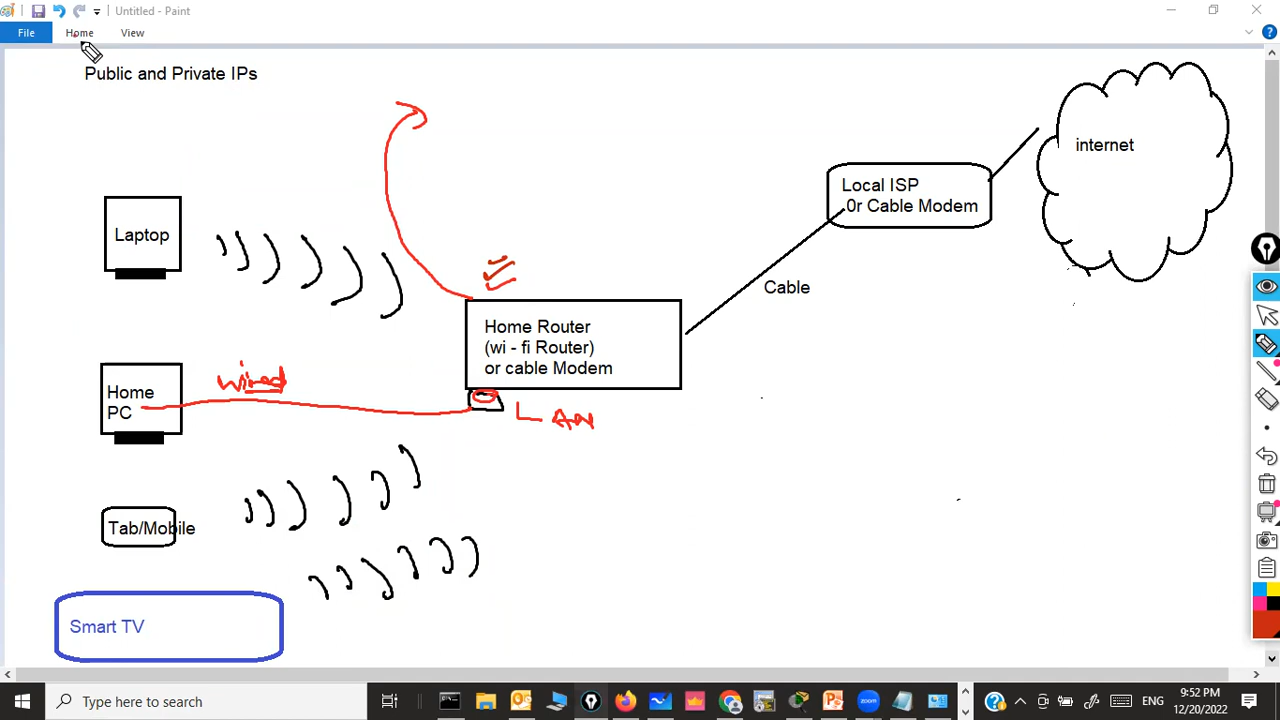 Untitled - Paint
File
Home
View
Public and Private IPs
internet
Local ISP
0r Cable Modem
Laptop
Cable
Home Router
(wi - fi Router)
or cable Modem
wired
Home
PC
LAN
Tab/Mobile
Smart TV
Type here to search
zoom
ENG
9:52 PM
12/20/2022